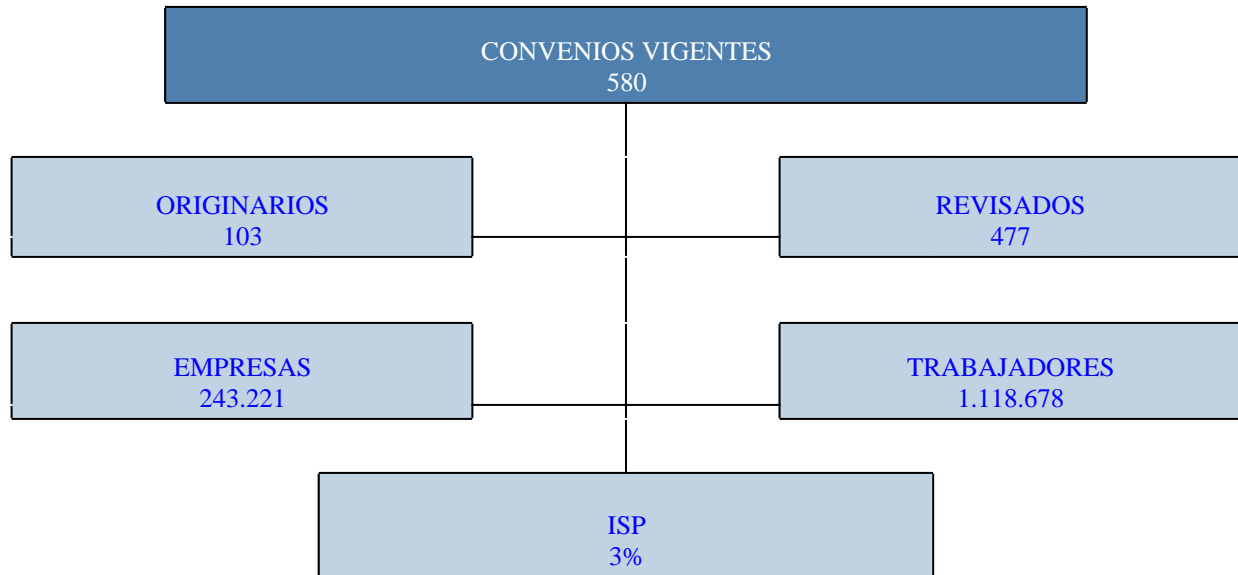 CONVENIOS VIGENTES
580
ORIGINARIOS
103
REVISADOS
477
EMPRESAS
243.221
TRABAJADORES
1.118.678
ISP
3%